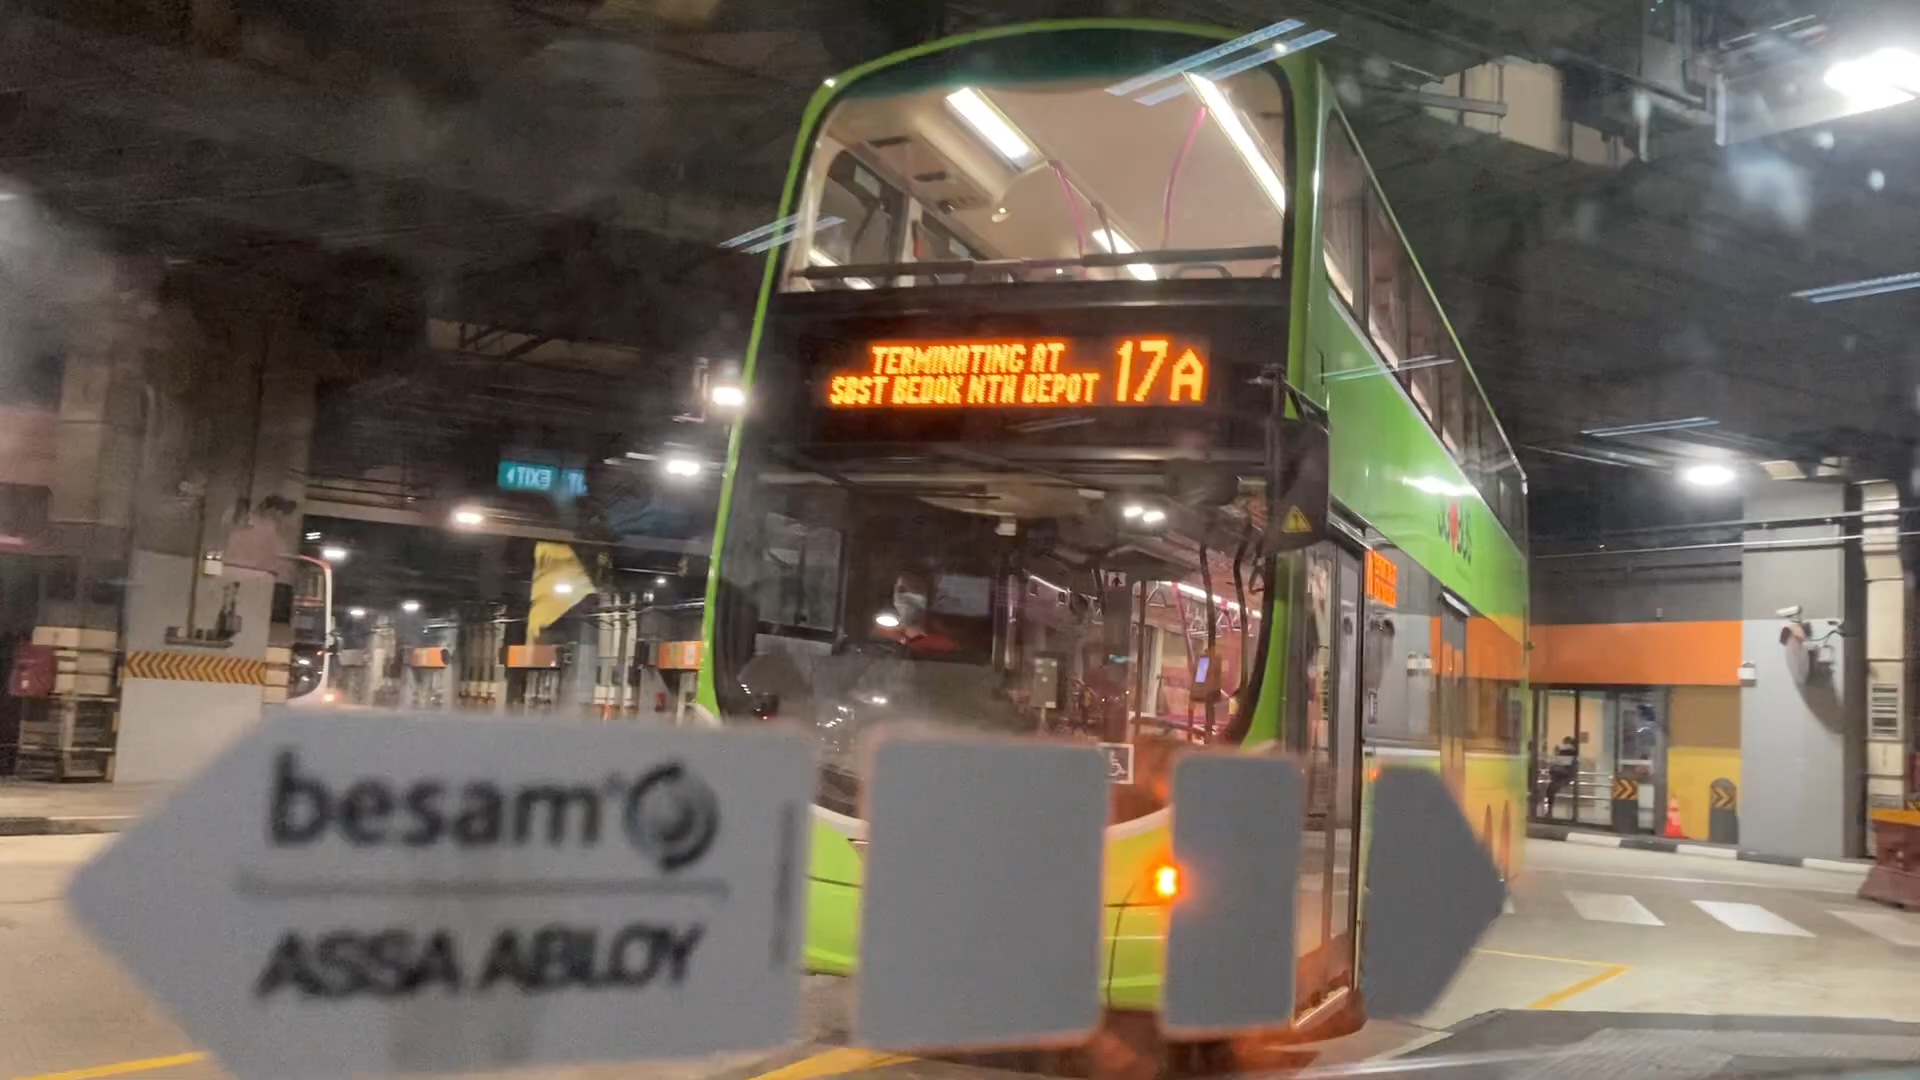 TERMINATING AT
SBST BEDOK NTH DEPOT
17A
EXIT
besam
ASSA ABLOY